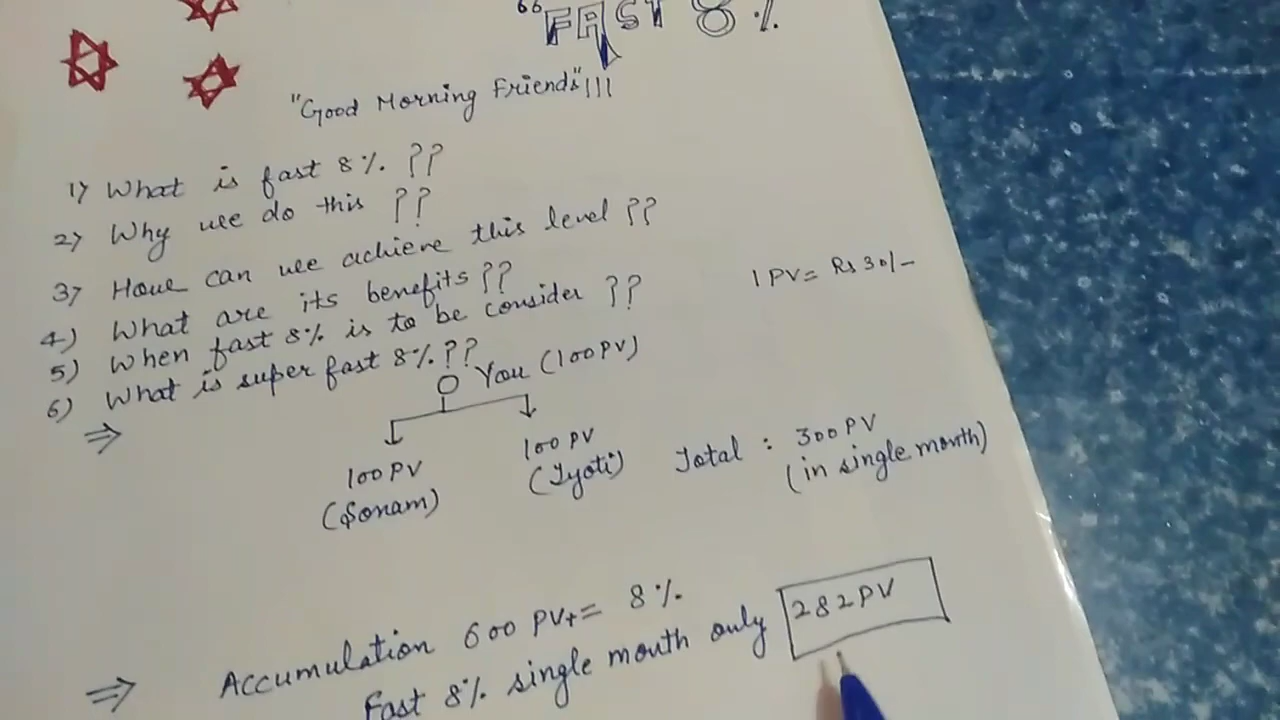 "FAST 8%
"Good Morning Friends"!!!
1) What is fast 8%. ??
2) Why we do this ??
3) How can we achieve this level ??
4) What are its benefits ??
5) When fast 8% is to be consider ??
6) What is super fast 8%. ??
1 PV = Rs 30/-
⇒
You (100 PV)
100 PV
(Sonam)
100 PV
(Jyoti)
Total : 300 PV
(in single month)
⇒ Accumulation 600 PV+ = 8%
Fast 8% single month only 282 PV